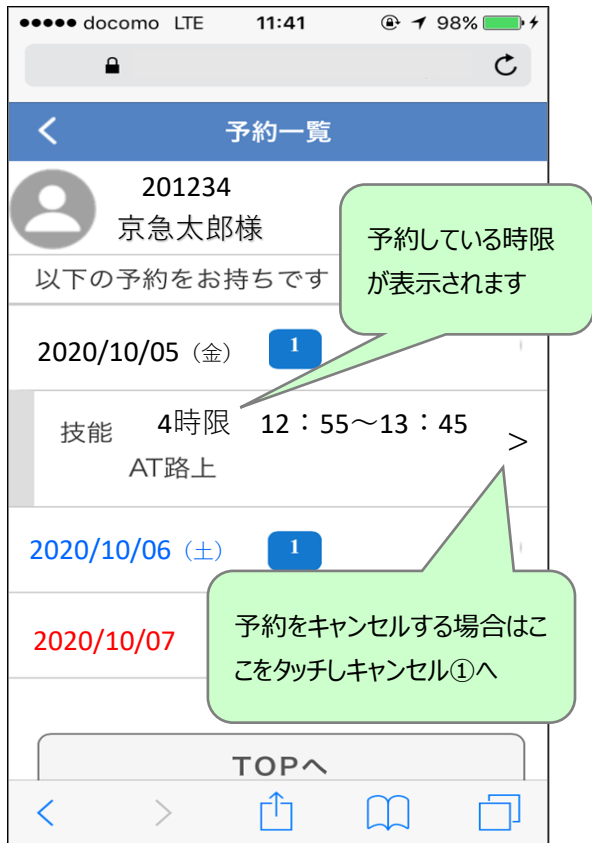 docomo LTE 11:41 98%
予約一覧
201234
京急太郎様
以下の予約をお持ちです
予約している時限
が表示されます
2020/10/05（金） 1
技能 4時限 12：55～13：45 ＞
AT路上
2020/10/06（土） 1
2020/10/07
予約をキャンセルする場合はこ
こをタッチしキャンセル①へ
TOPへ